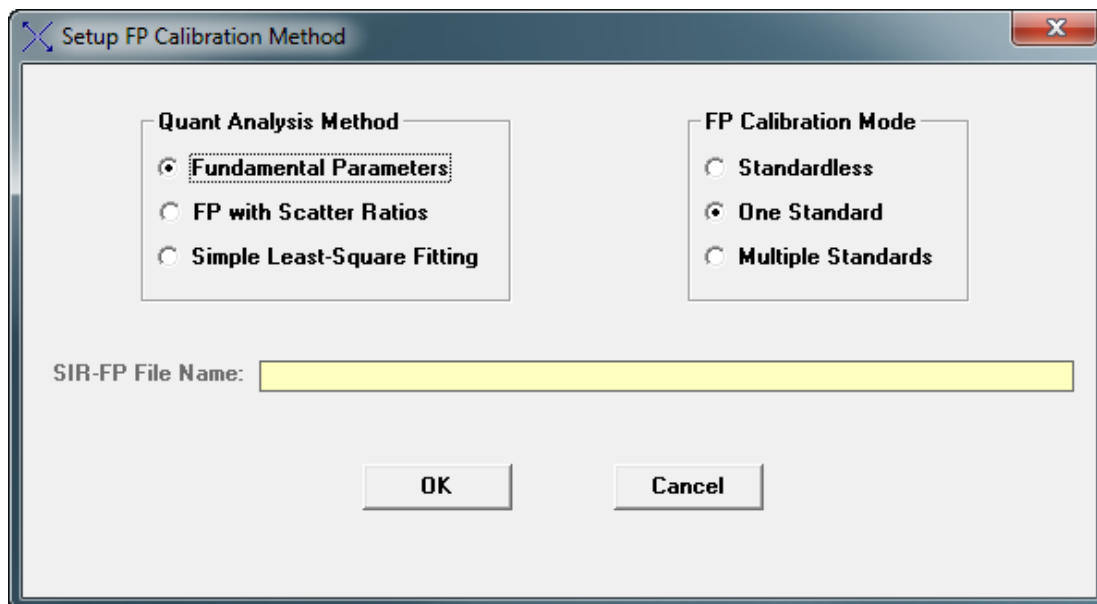 Setup FP Calibration Method
Quant Analysis Method
Fundamental Parameters
FP with Scatter Ratios
Simple Least-Square Fitting
FP Calibration Mode
Standardless
One Standard
Multiple Standards
SIR-FP File Name:
OK
Cancel